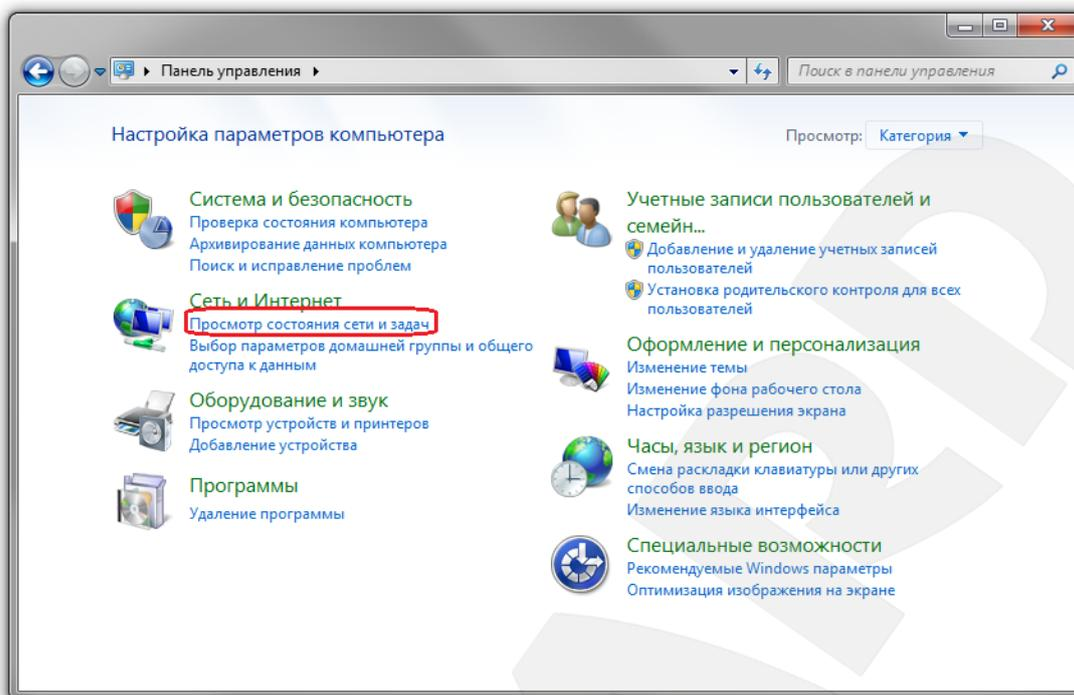 Панель управления
Поиск в панели управления
Настройка параметров компьютера
Просмотр:
Категория
Система и безопасность
Проверка состояния компьютера
Архивирование данных компьютера
Поиск и исправление проблем
Сеть и Интернет
Просмотр состояния сети и задач
Выбор параметров домашней группы и общего
доступа к данным
Оборудование и звук
Просмотр устройств и принтеров
Добавление устройства
Программы
Удаление программы
Учетные записи пользователей и
семейн...
Добавление и удаление учетных записей
пользователей
Установка родительского контроля для всех
пользователей
Оформление и персонализация
Изменение темы
Изменение фона рабочего стола
Настройка разрешения экрана
Часы, язык и регион
Смена раскладки клавиатуры или других
способов ввода
Изменение языка интерфейса
Специальные возможности
Рекомендуемые Windows параметры
Оптимизация изображения на экране